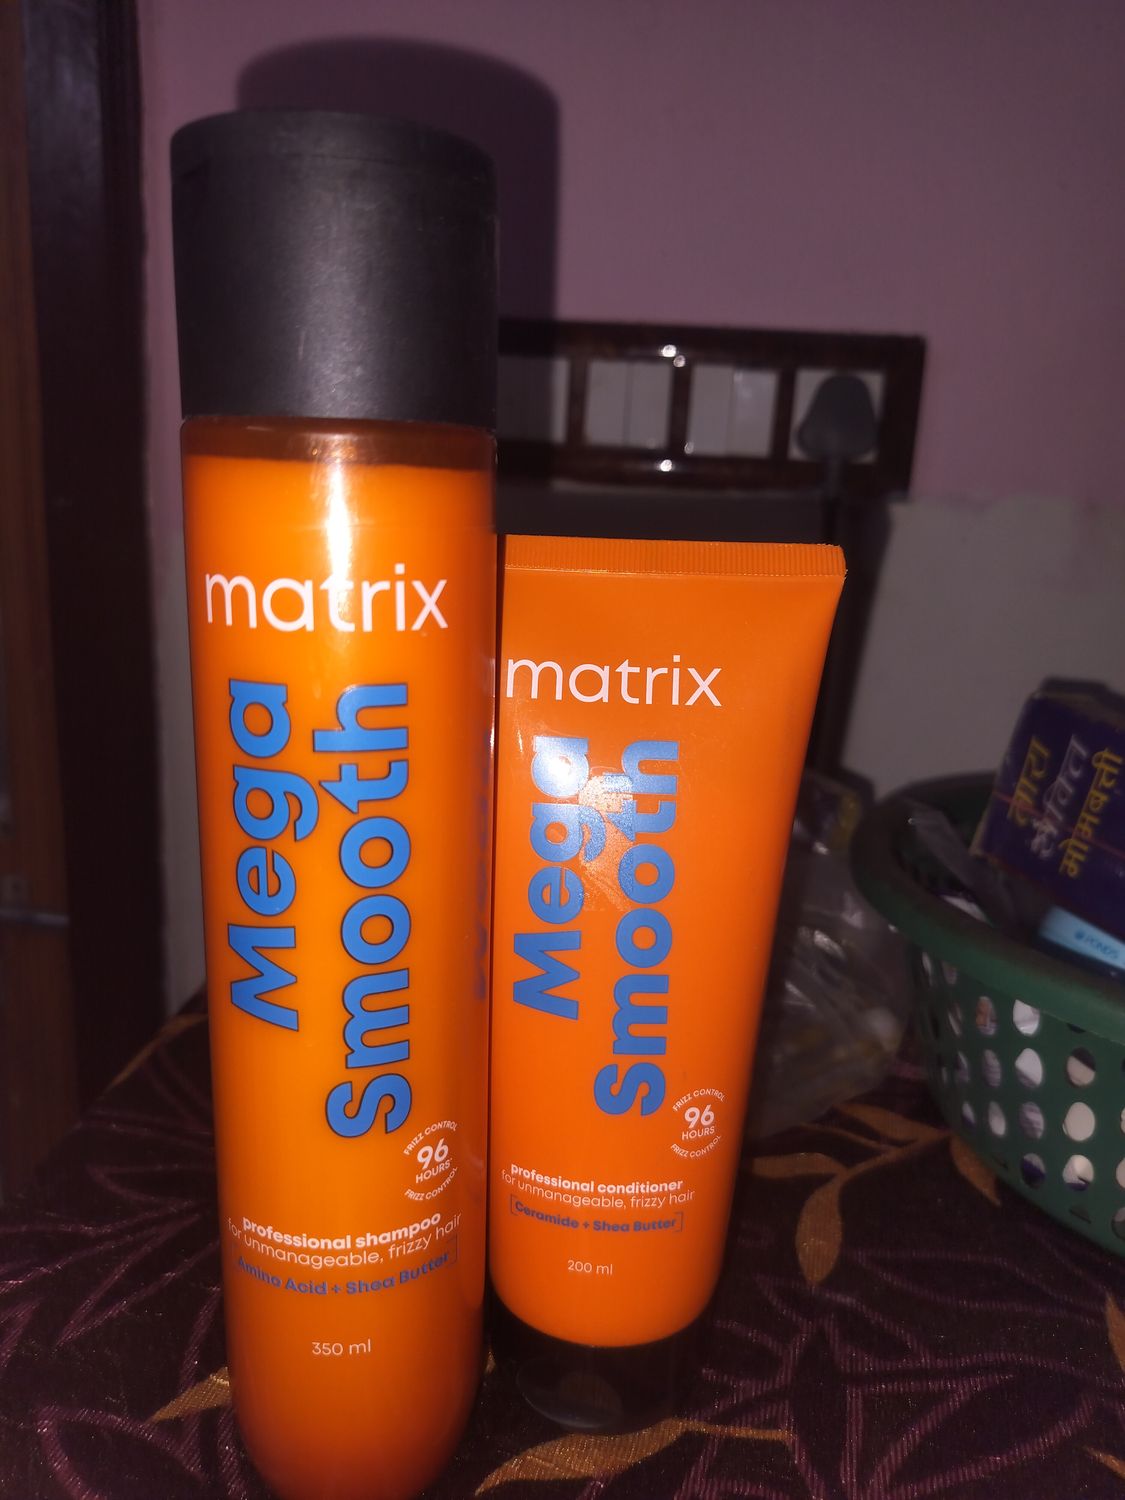 matrix
Mega
Smooth
FRIZZ CONTROL
96
HOURS*
FRIZZ CONTROL
professional shampoo
for unmanageable, frizzy hair
Amino Acid + Shea Butter
350 ml
matrix
Mega
Smooth
FRIZZ CONTROL
96
HOURS*
FRIZZ CONTROL
professional conditioner
for unmanageable, frizzy hair
Ceramide + Shea Butter
200 ml
मोमबत्ती
POND'S